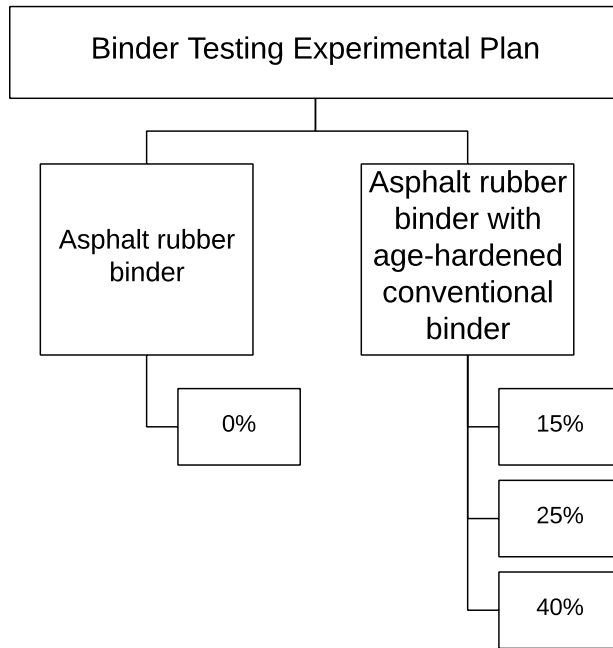 Binder Testing Experimental Plan
Asphalt rubber
binder
Asphalt rubber
binder with
age-hardened
conventional
binder
0%
15%
25%
40%